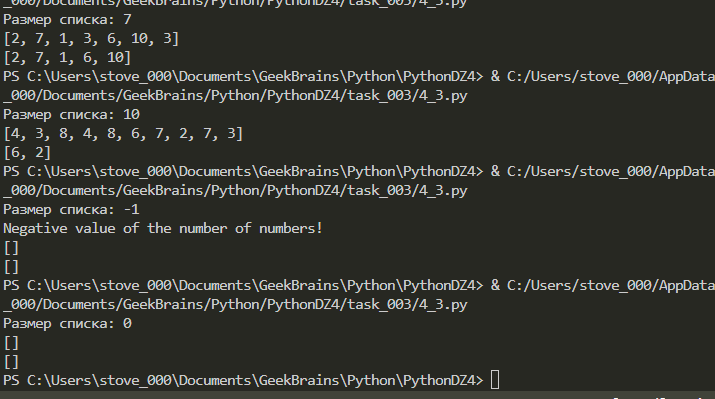 _000/Documents/GeekBrains/Python/PythonDZ4/task_003/4_3.py
Размер списка: 7
[2, 7, 1, 3, 6, 10, 3]
[2, 7, 1, 6, 10]
PS C:\Users\stove_000\Documents\GeekBrains\Python\PythonDZ4> & C:/Users/stove_000/AppData
_000/Documents/GeekBrains/Python/PythonDZ4/task_003/4_3.py
Размер списка: 10
[4, 3, 8, 4, 8, 6, 7, 2, 7, 3]
[6, 2]
PS C:\Users\stove_000\Documents\GeekBrains\Python\PythonDZ4> & C:/Users/stove_000/AppData
_000/Documents/GeekBrains/Python/PythonDZ4/task_003/4_3.py
Размер списка: -1
Negative value of the number of numbers!
[]
[]
PS C:\Users\stove_000\Documents\GeekBrains\Python\PythonDZ4> & C:/Users/stove_000/AppData
_000/Documents/GeekBrains/Python/PythonDZ4/task_003/4_3.py
Размер списка: 0
[]
[]
PS C:\Users\stove_000\Documents\GeekBrains\Python\PythonDZ4>